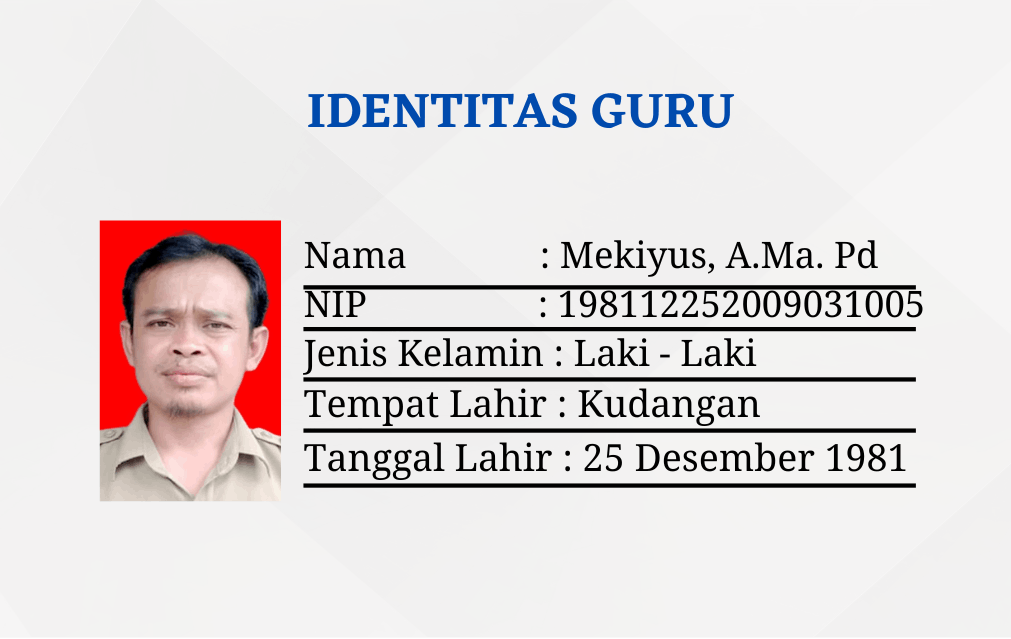 IDENTITAS GURU
Nama : Mekiyus, A.Ma. Pd
NIP : 198112252009031005
Jenis Kelamin : Laki - Laki
Tempat Lahir : Kudangan
Tanggal Lahir : 25 Desember 1981